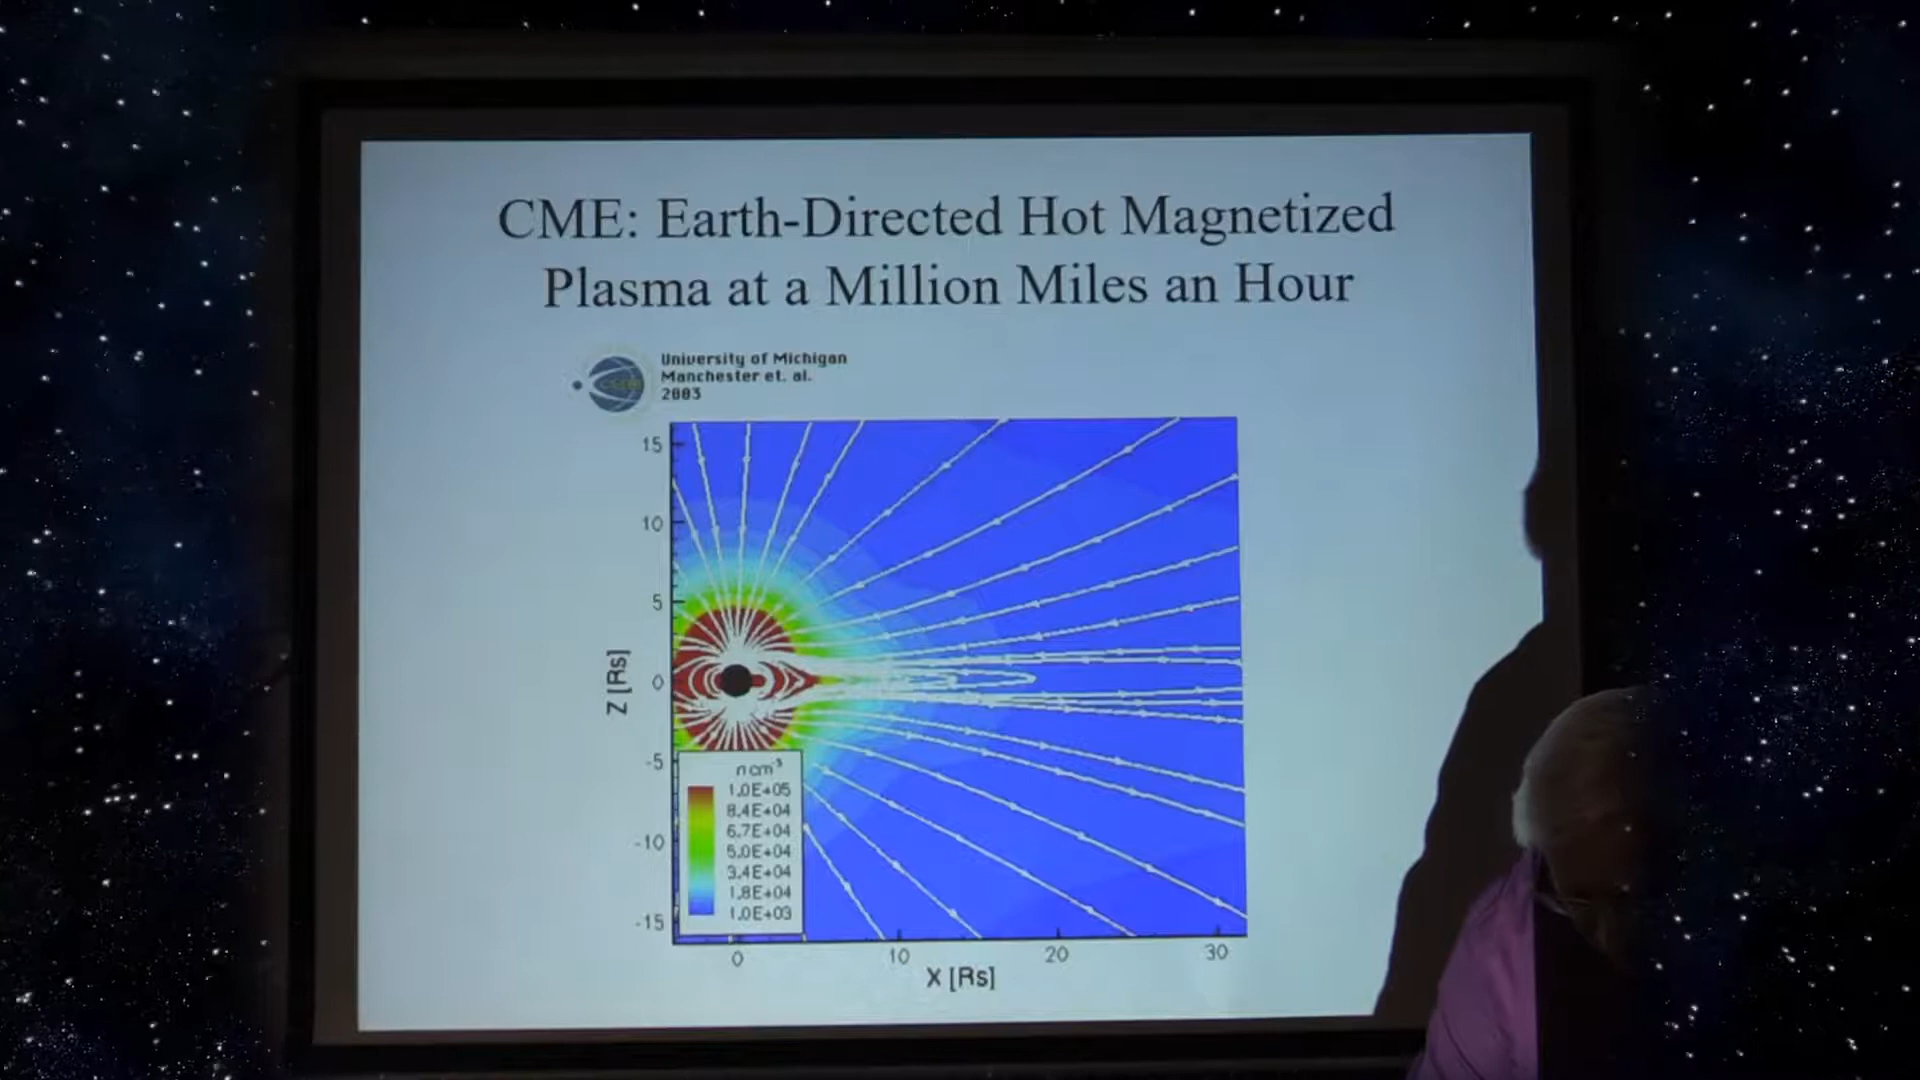 CME: Earth-Directed Hot Magnetized
Plasma at a Million Miles an Hour
University of Michigan
Manchester et. al.
2003
15
10
5
0
-5
-10
-15
Z [Rs]
n cm⁻³
1.0E+05
8.4E+04
6.7E+04
5.0E+04
3.4E+04
1.8E+04
1.0E+03
0
10
20
30
X [Rs]